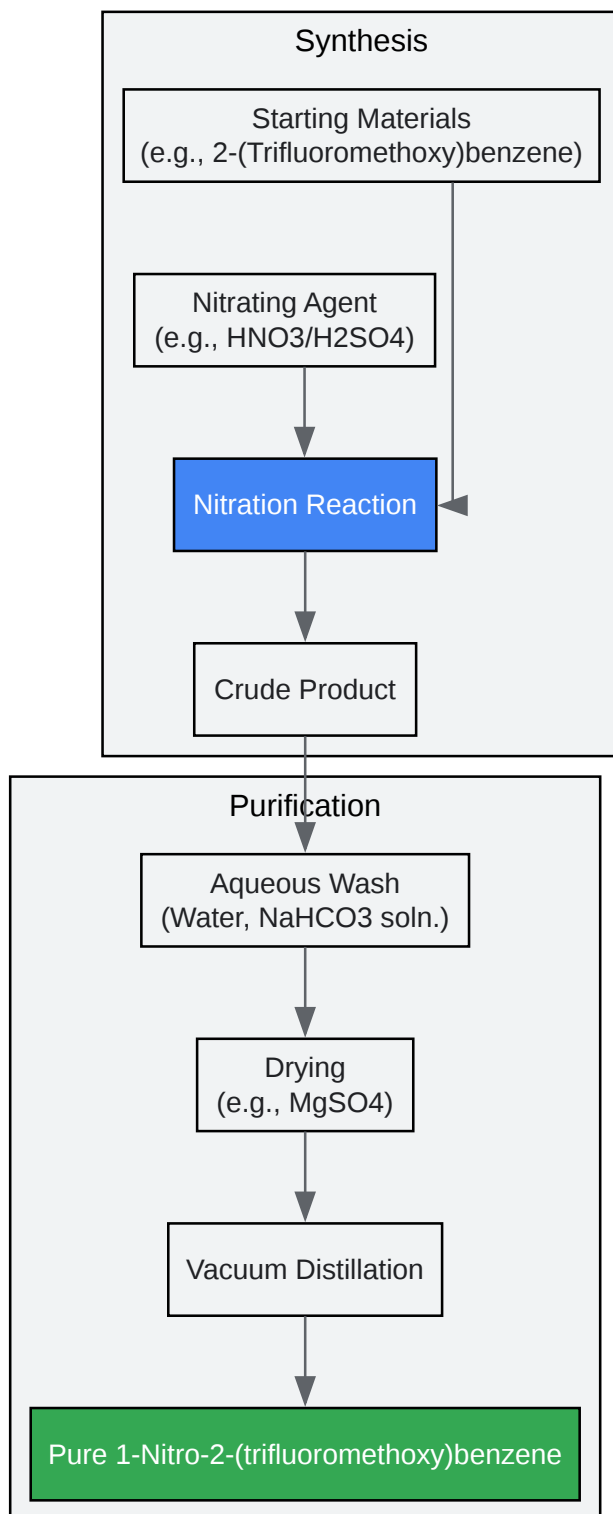 Synthesis
Starting Materials
(e.g., 2-(Trifluoromethoxy)benzene)
Nitrating Agent
(e.g., HNO3/H2SO4)
Nitration Reaction
Crude Product
Purification
Aqueous Wash
(Water, NaHCO3 soln.)
Drying
(e.g., MgSO4)
Vacuum Distillation
Pure 1-Nitro-2-(trifluoromethoxy)benzene